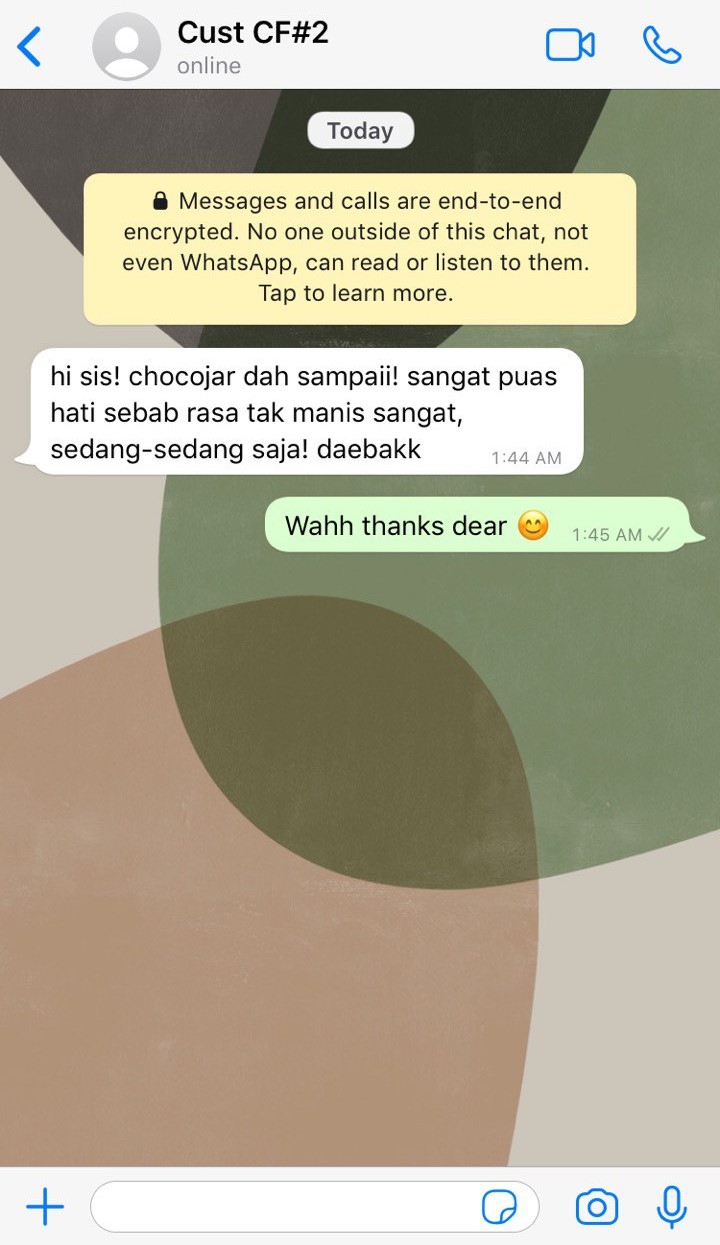 Cust CF#2
online
Today
Messages and calls are end-to-end
encrypted. No one outside of this chat, not
even WhatsApp, can read or listen to them.
Tap to learn more.
hi sis! chocojar dah sampaii! sangat puas
hati sebab rasa tak manis sangat,
sedang-sedang saja! daebakk
1:44 AM
Wahh thanks dear 😊
1:45 AM